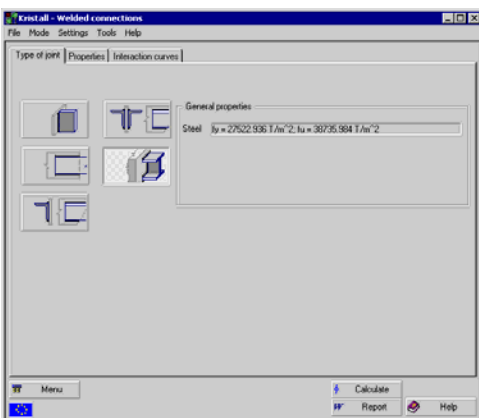 Kristall - Welded connections
File Mode Settings Tools Help
Type of joint Properties Interaction curves
General properties
Steel fy = 27522.936 T/m^2; fu = 38735.984 T/m^2
Menu
Calculate
Report
Help